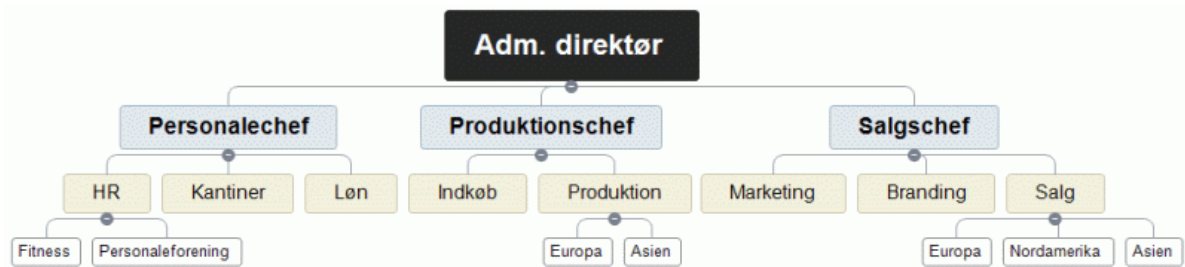 Adm. direktør
Personalechef
Produktionschef
Salgschef
HR
Kantiner
Løn
Indkøb
Produktion
Marketing
Branding
Salg
Fitness
Personaleforening
Europa
Asien
Europa
Nordamerika
Asien